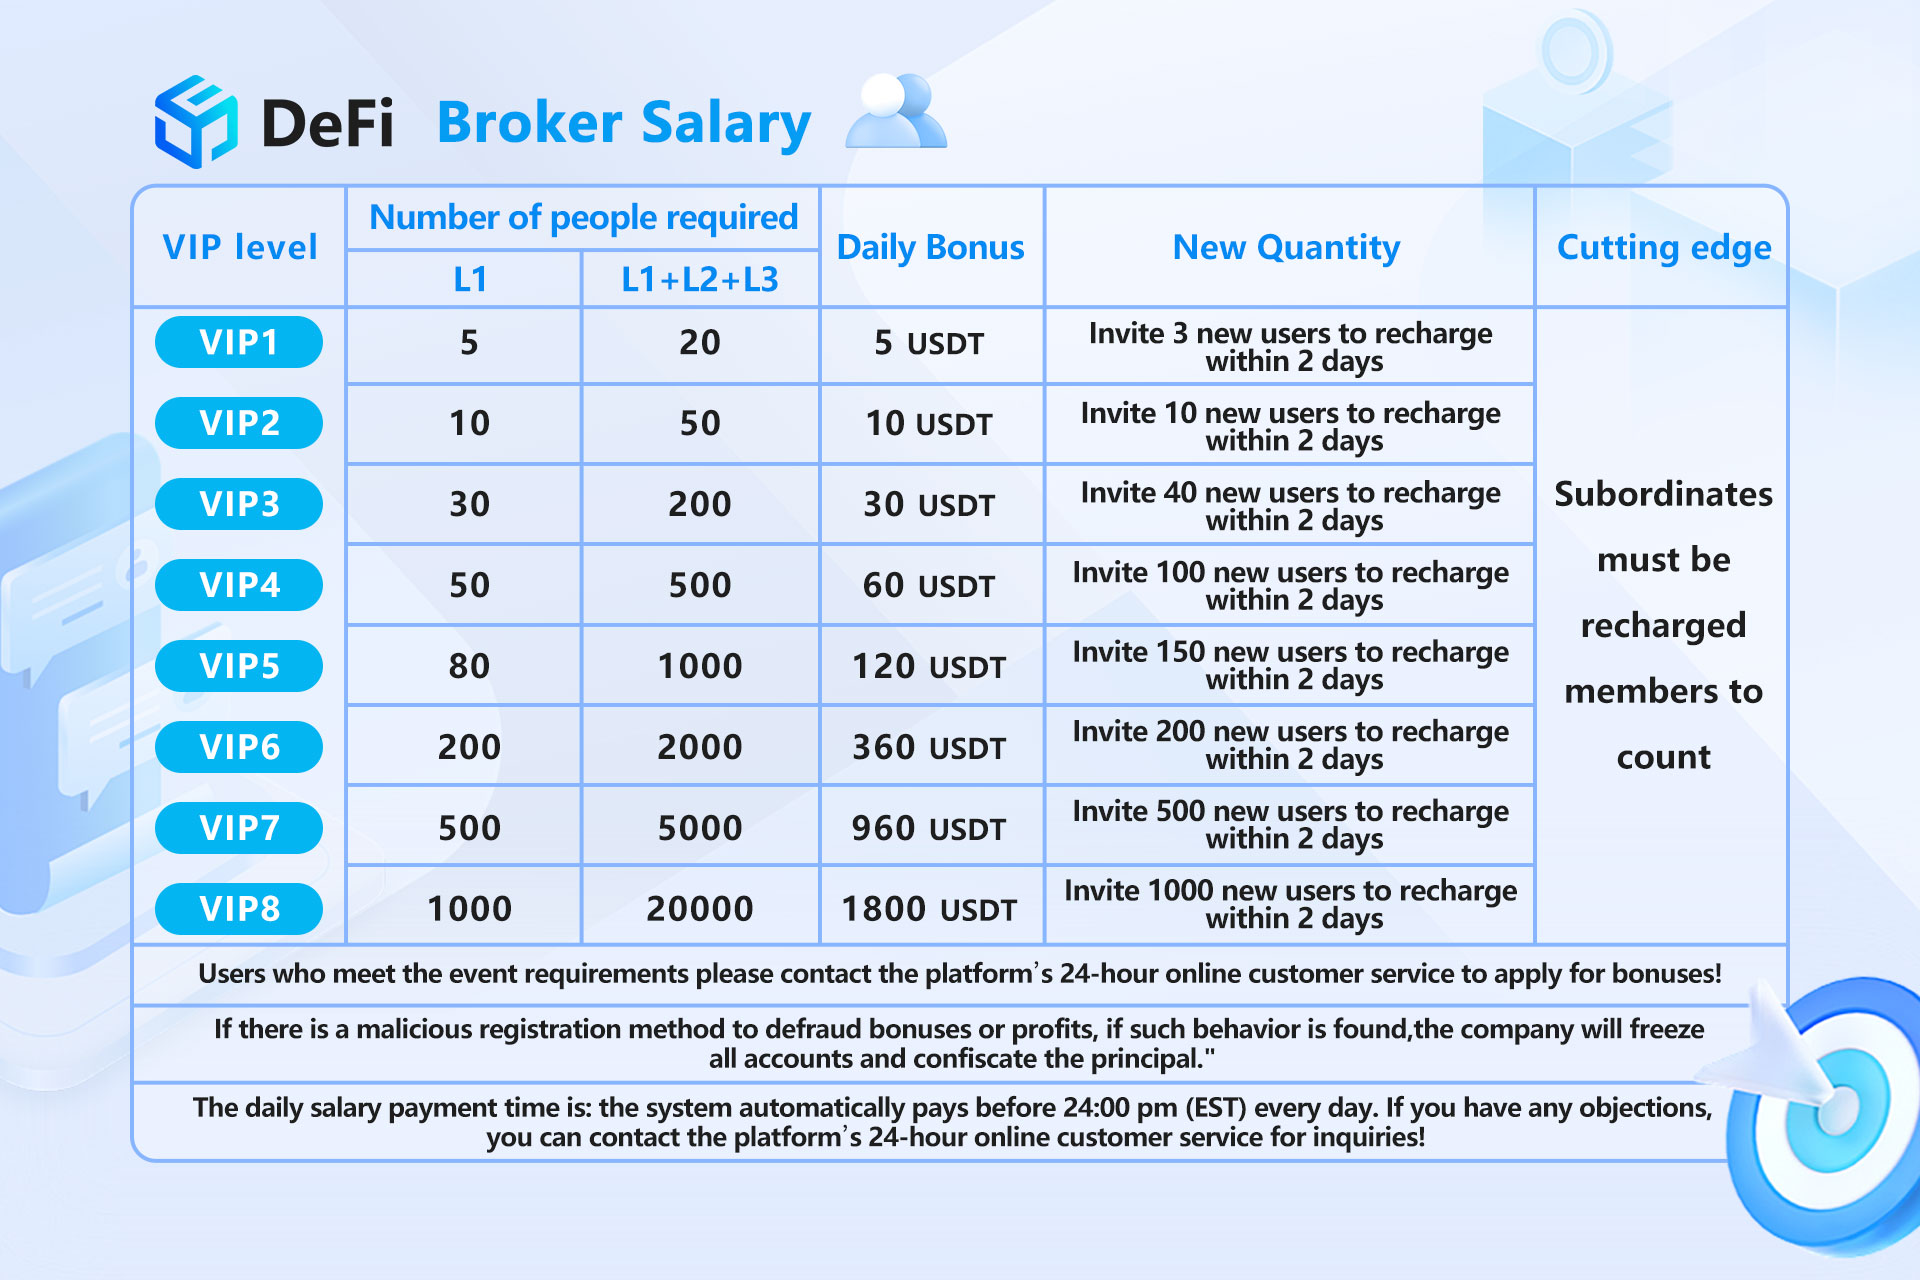 DeFi Broker Salary
VIP level
Number of people required
L1
L1+L2+L3
Daily Bonus
New Quantity
Cutting edge
VIP1
5
20
5 USDT
Invite 3 new users to recharge
within 2 days
VIP2
10
50
10 USDT
Invite 10 new users to recharge
within 2 days
VIP3
30
200
30 USDT
Invite 40 new users to recharge
within 2 days
VIP4
50
500
60 USDT
Invite 100 new users to recharge
within 2 days
VIP5
80
1000
120 USDT
Invite 150 new users to recharge
within 2 days
VIP6
200
2000
360 USDT
Invite 200 new users to recharge
within 2 days
VIP7
500
5000
960 USDT
Invite 500 new users to recharge
within 2 days
VIP8
1000
20000
1800 USDT
Invite 1000 new users to recharge
within 2 days
Subordinates
must be
recharged
members to
count
Users who meet the event requirements please contact the platform's 24-hour online customer service to apply for bonuses!
If there is a malicious registration method to defraud bonuses or profits, if such behavior is found,the company will freeze
all accounts and confiscate the principal."
The daily salary payment time is: the system automatically pays before 24:00 pm (EST) every day. If you have any objections,
you can contact the platform's 24-hour online customer service for inquiries!